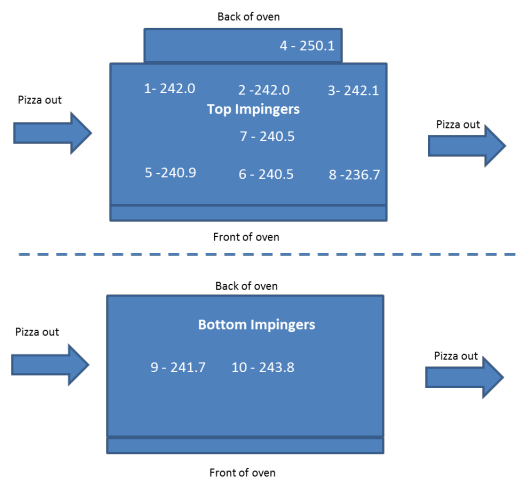 Back of oven
4 - 250.1
1- 242.0 2 -242.0 3- 242.1
Pizza out
Top Impingers
Pizza out
7 - 240.5
5 -240.9 6 - 240.5 8 -236.7
Front of oven
Back of oven
Bottom Impingers
Pizza out
Pizza out
9 - 241.7 10 - 243.8
Front of oven